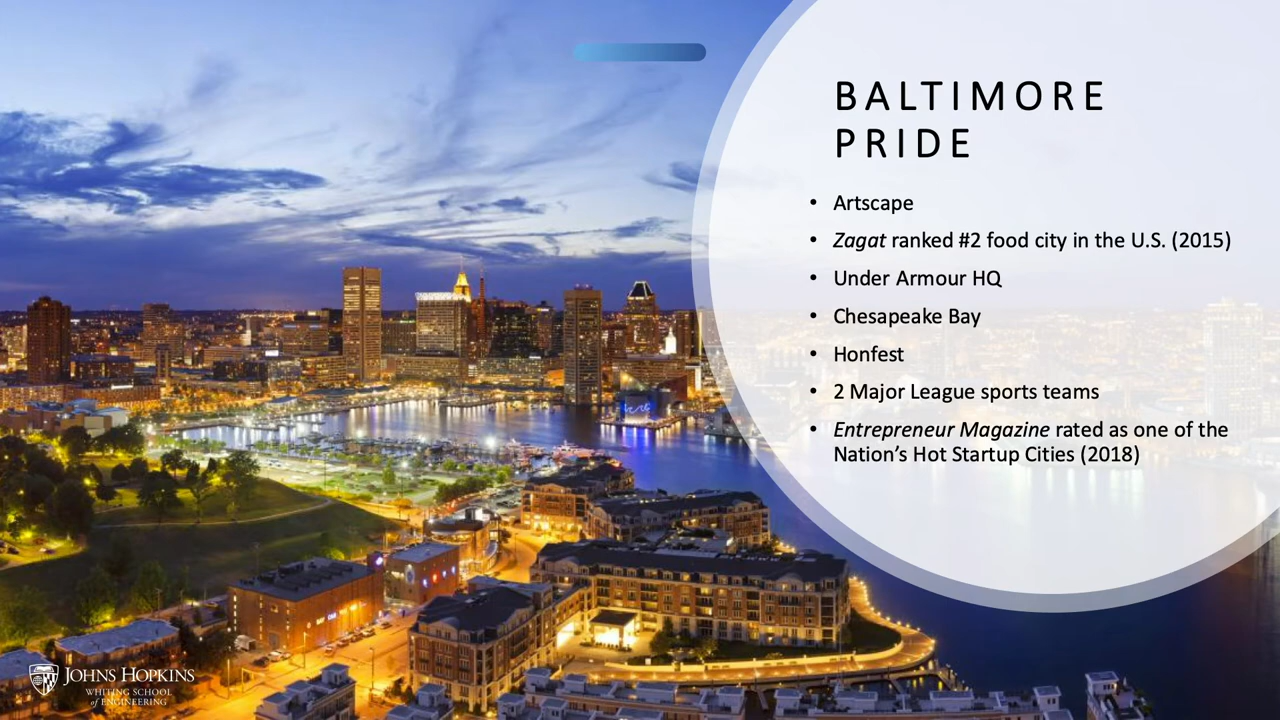 BALTIMORE
PRIDE
• Artscape
• Zagat ranked #2 food city in the U.S. (2015)
• Under Armour HQ
• Chesapeake Bay
• Honfest
• 2 Major League sports teams
• Entrepreneur Magazine rated as one of the
Nation’s Hot Startup Cities (2018)
JOHNS HOPKINS
WHITING SCHOOL
of ENGINEERING